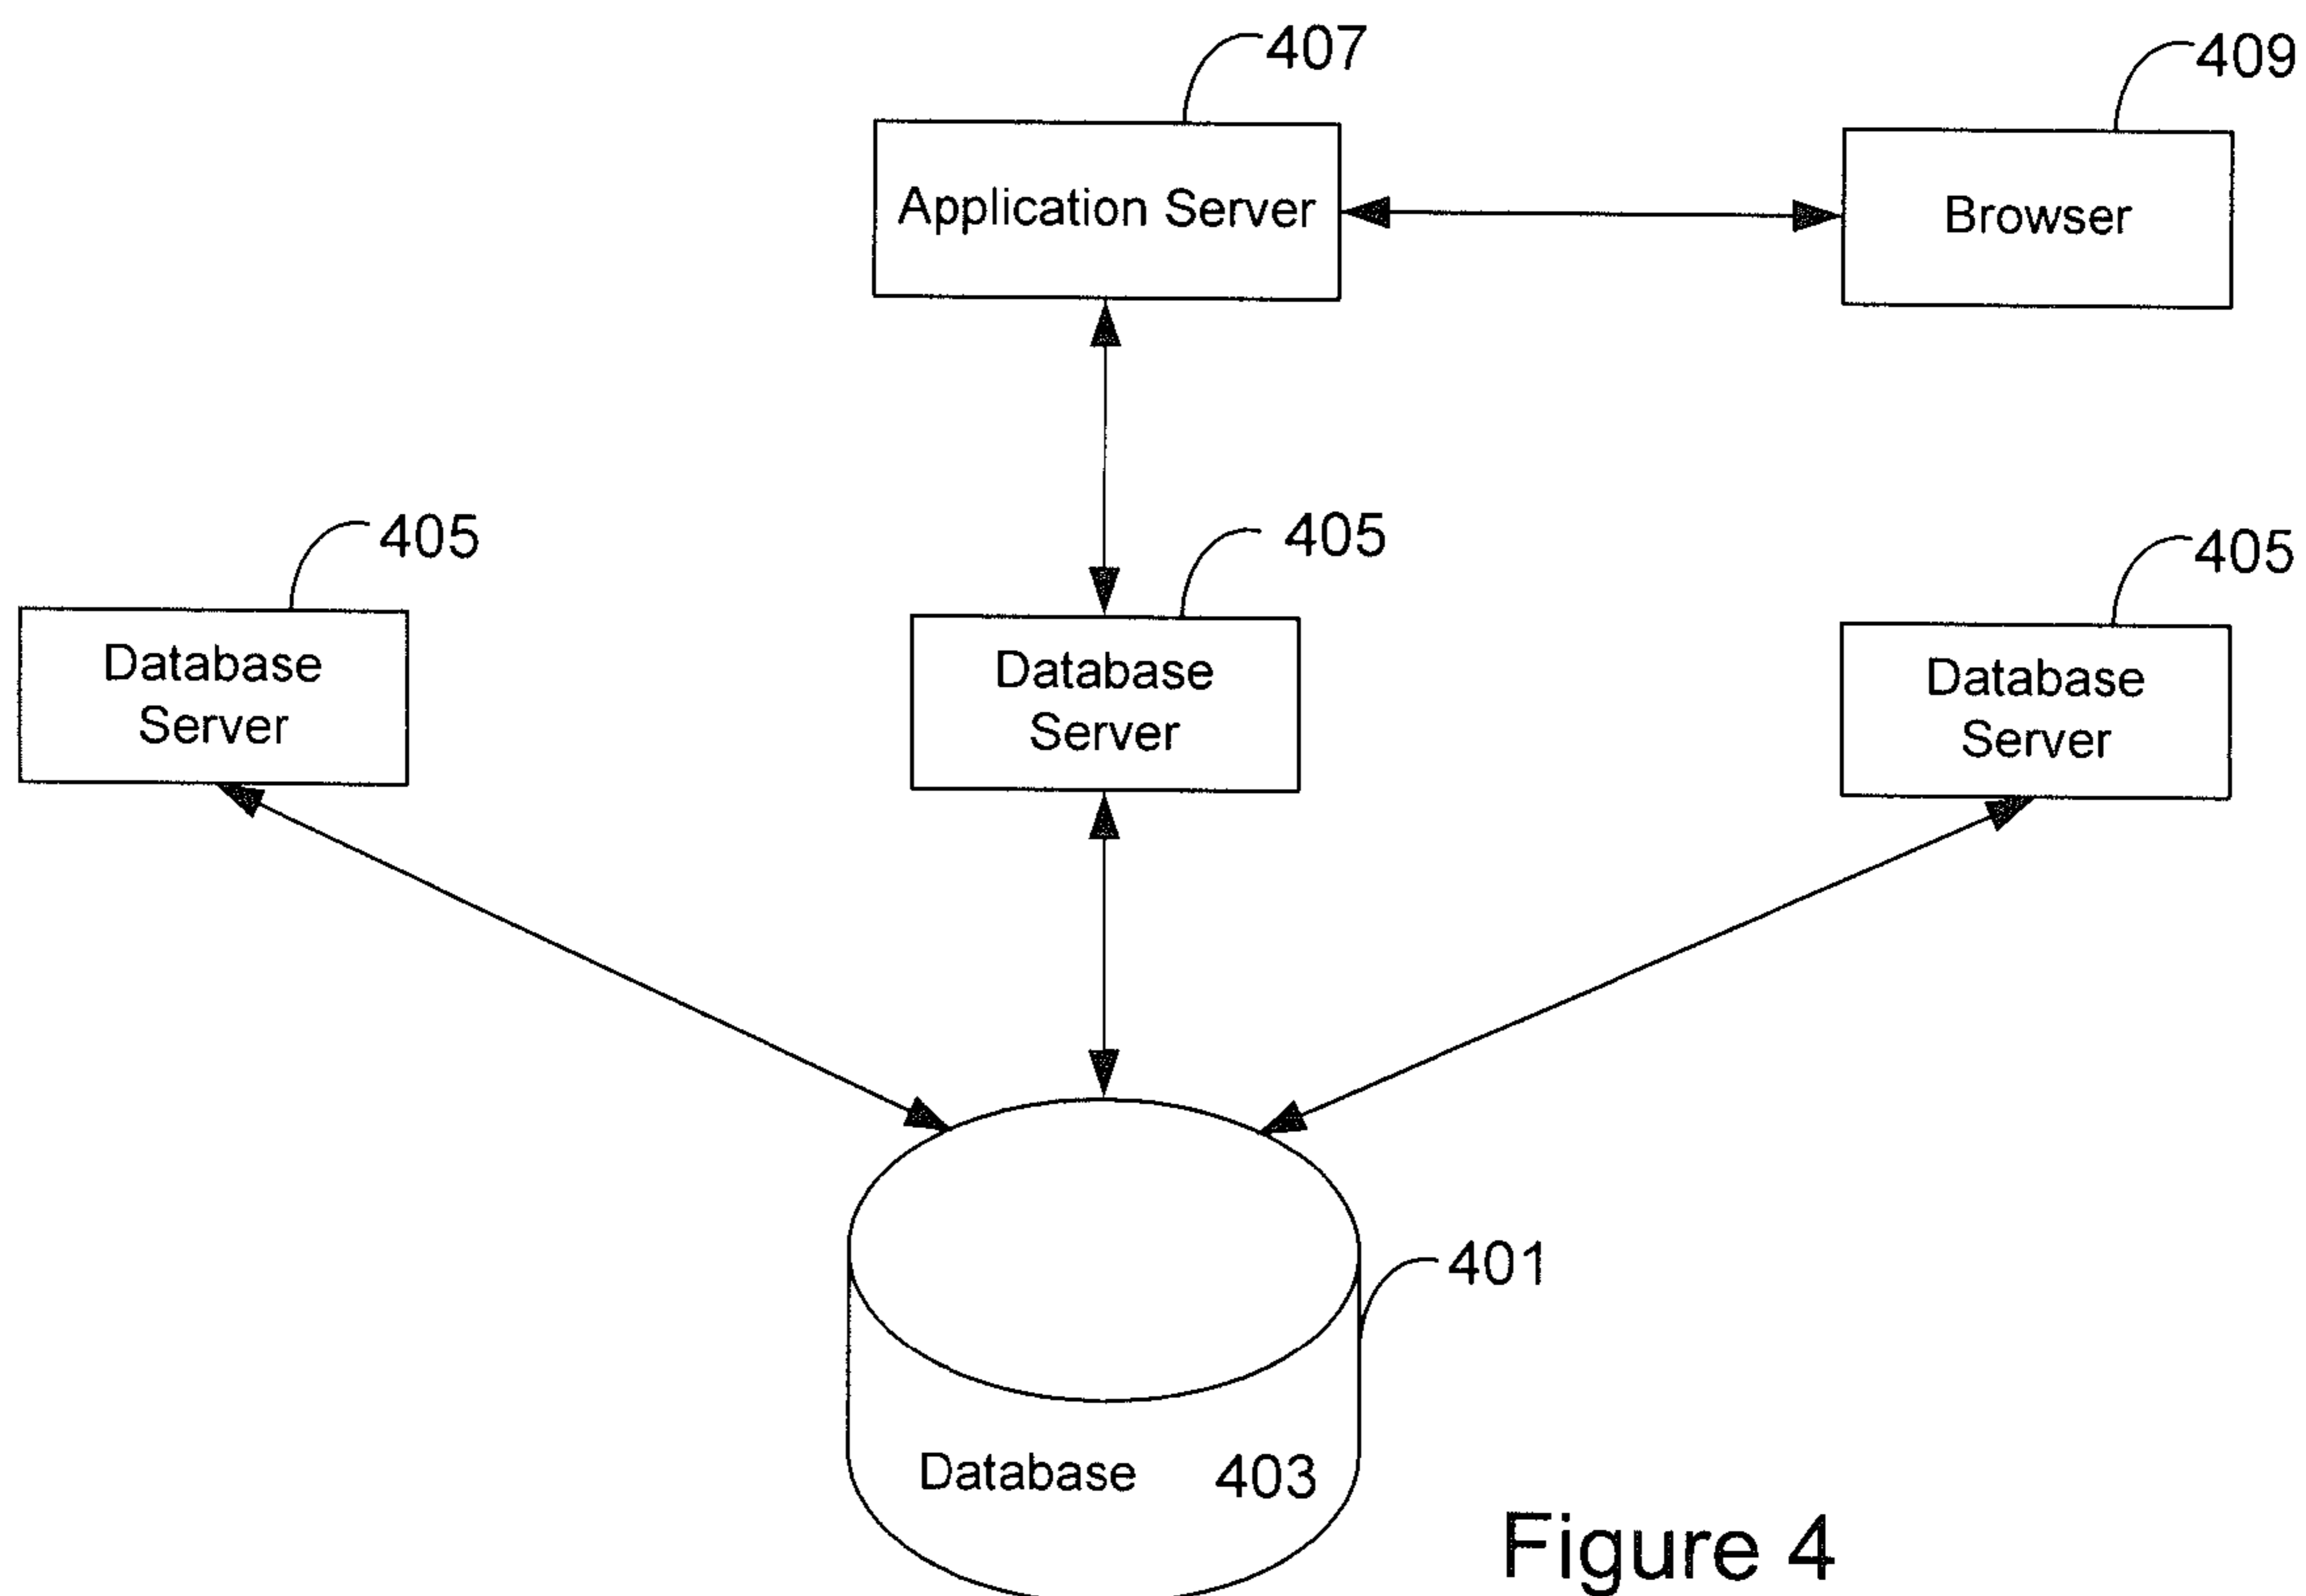 407
409
Application Server
Browser
405
405
405
Database
Server
Database
Server
Database
Server
401
Database 403
Figure 4